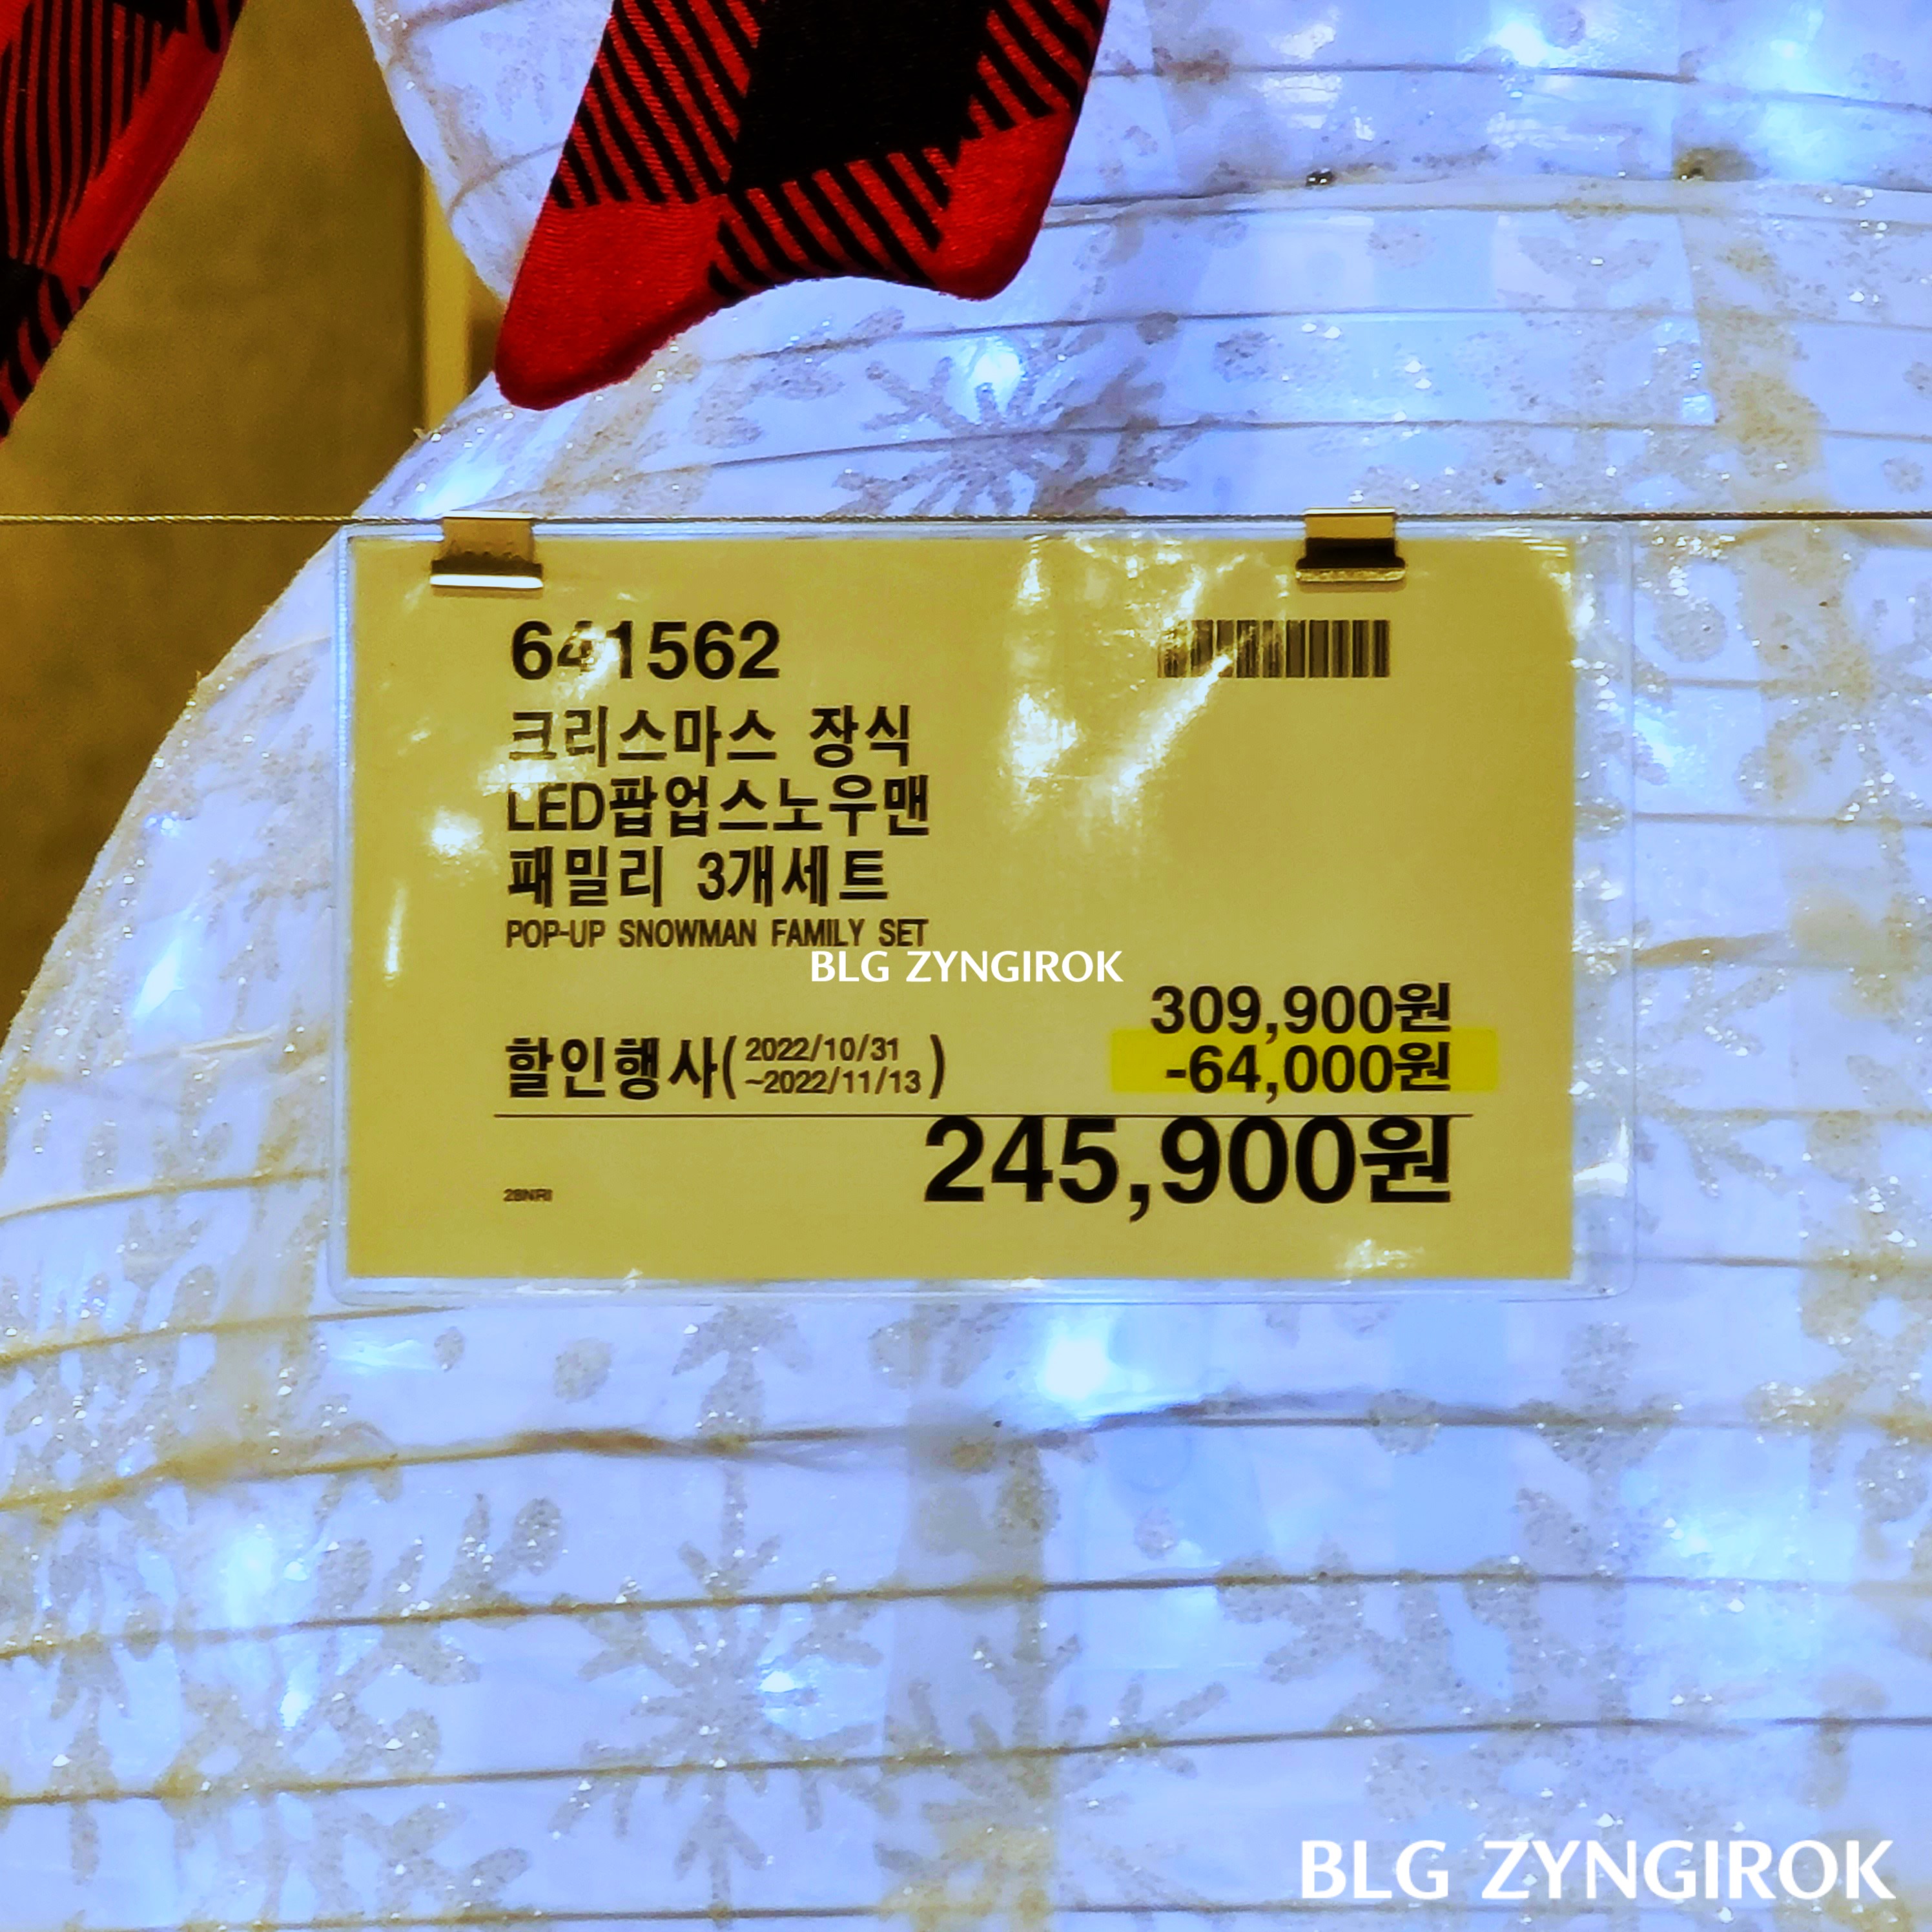 641562
크리스마스 장식
LED팝업스노우맨
패밀리 3개세트
POP-UP SNOWMAN FAMILY SET
BLG ZYNGIROK
309,900원
할인행사(2022/10/31 ~2022/11/13) -64,000원
245,900원
28NRI
BLG ZYNGIROK